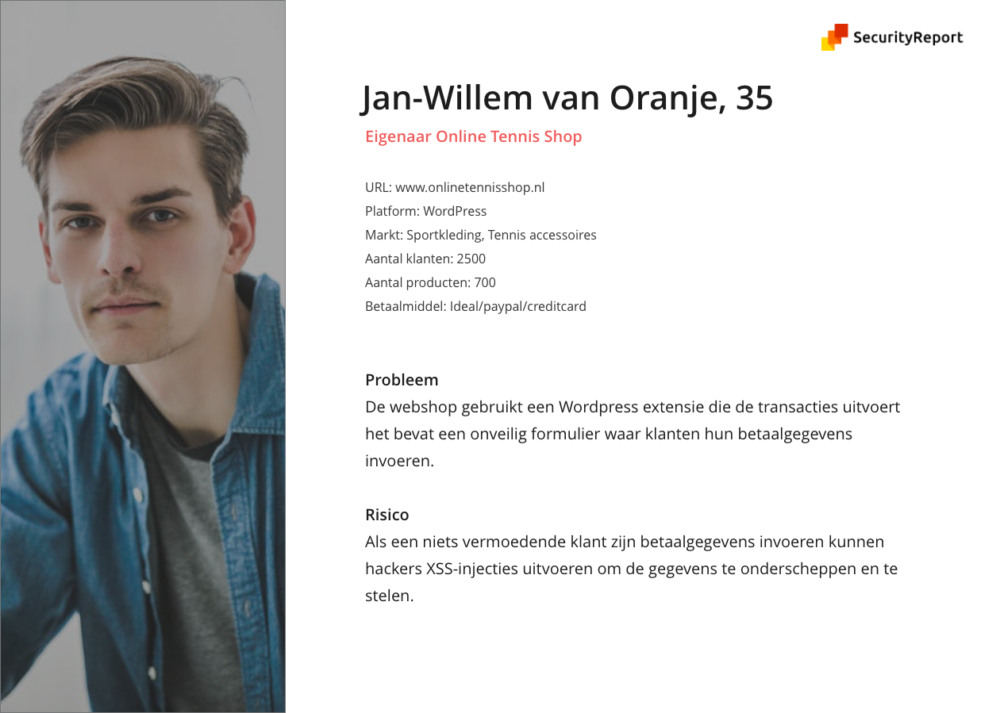 SecurityReport
Jan-Willem van Oranje, 35
Eigenaar Online Tennis Shop
URL: www.onlinetennisshop.nl
Platform: WordPress
Markt: Sportkleding, Tennis accessoires
Aantal klanten: 2500
Aantal producten: 700
Betaalmiddel: Ideal/paypal/creditcard
Probleem
De webshop gebruikt een Wordpress extensie die de transacties uitvoert
het bevat een onveilig formulier waar klanten hun betaalgegevens
invoeren.
Risico
Als een niets vermoedende klant zijn betaalgegevens invoeren kunnen
hackers XSS-injecties uitvoeren om de gegevens te onderscheppen en te
stelen.